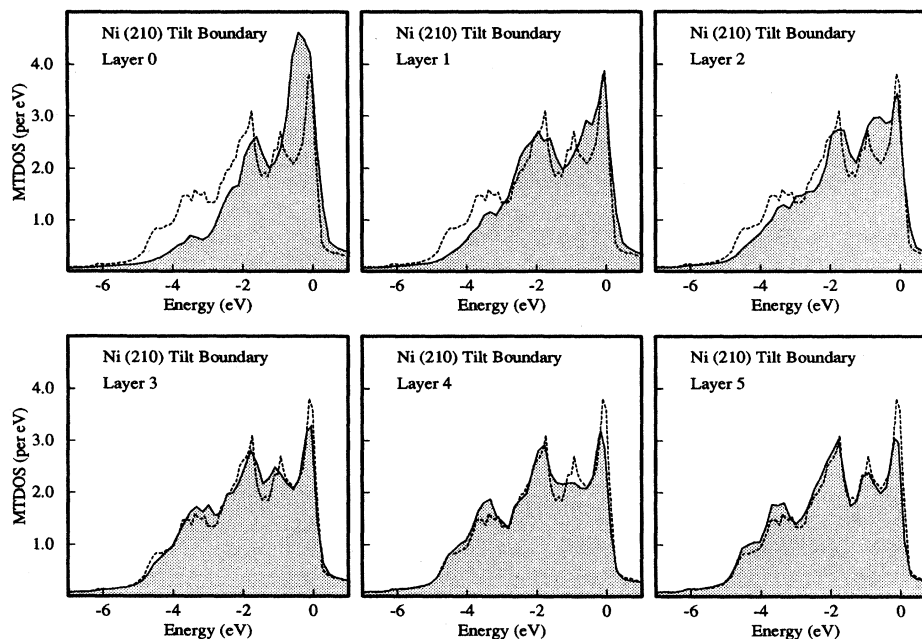 Ni (210) Tilt Boundary
Layer 0
Ni (210) Tilt Boundary
Layer 1
Ni (210) Tilt Boundary
Layer 2
MTDOS (per eV)
4.0
3.0
2.0
1.0
-6 -4 -2 0
-6 -4 -2 0
-6 -4 -2 0
Energy (eV)
Energy (eV)
Energy (eV)
Ni (210) Tilt Boundary
Layer 3
Ni (210) Tilt Boundary
Layer 4
Ni (210) Tilt Boundary
Layer 5
MTDOS (per eV)
4.0
3.0
2.0
1.0
-6 -4 -2 0
-6 -4 -2 0
-6 -4 -2 0
Energy (eV)
Energy (eV)
Energy (eV)